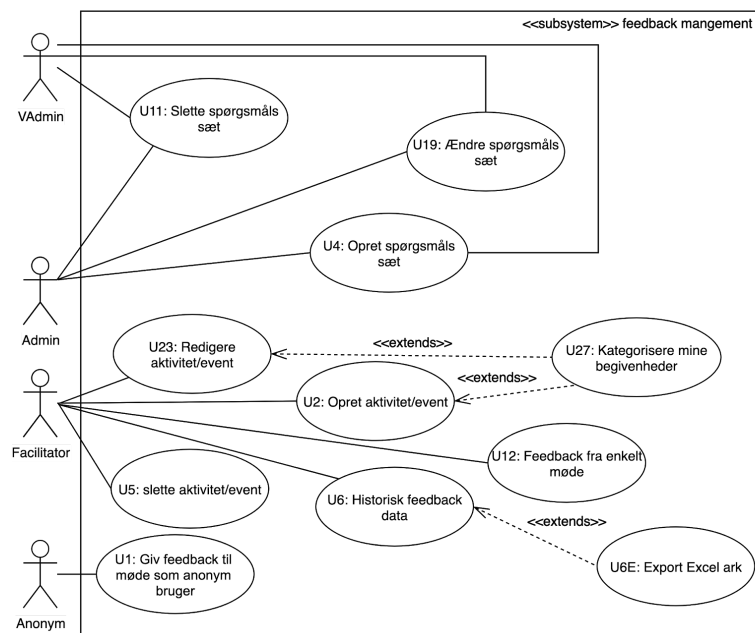 <<subsystem>> feedback mangement
VAdmin
U11: Slette spørgsmåls
sæt
U19: Ændre spørgsmåls
sæt
U4: Opret spørgsmåls
sæt
Admin
U23: Redigere
aktivitet/event
<<extends>>
U27: Kategorisere mine
begivenheder
<<extends>>
U2: Opret aktivitet/event
Facilitator
U12: Feedback fra enkelt
møde
U5: slette aktivitet/event
U6: Historisk feedback
data
<<extends>>
U6E: Export Excel ark
U1: Giv feedback til
møde som anonym
bruger
Anonym